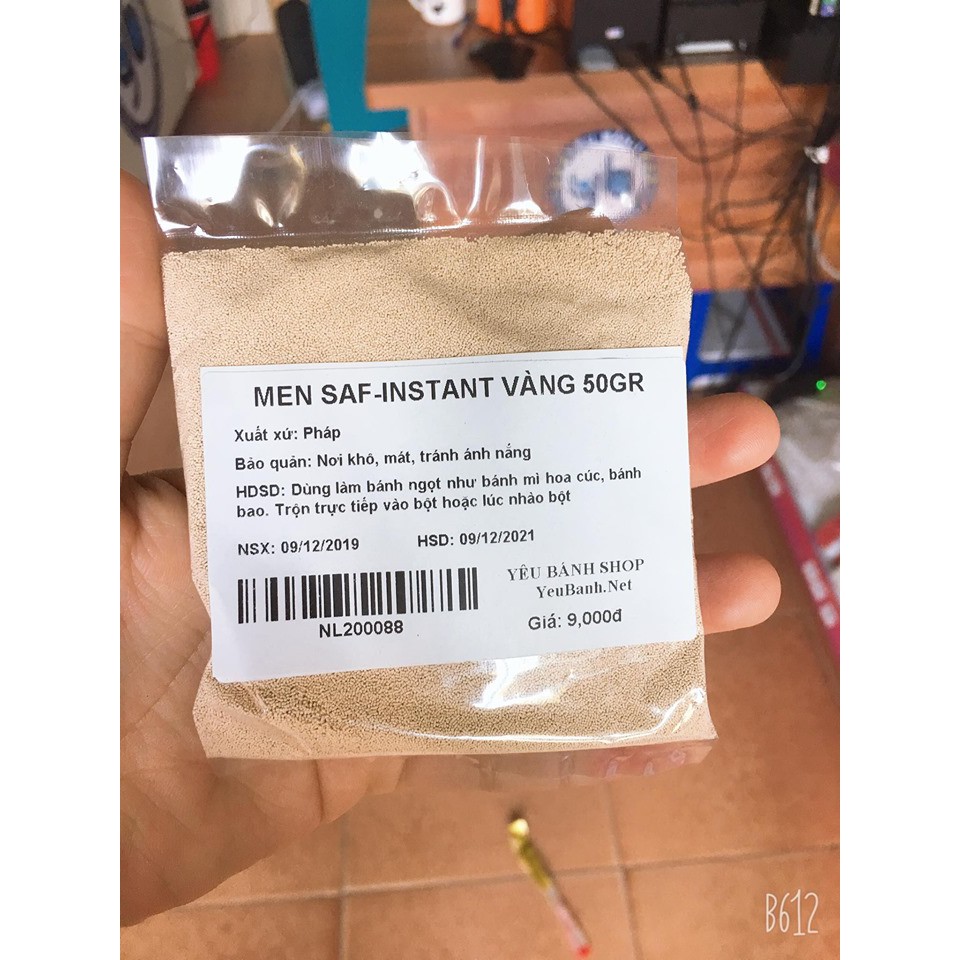 MEN SAF-INSTANT VÀNG 50GR
Xuất xứ: Pháp
Bảo quản: Nơi khô, mát, tránh ánh nắng
HDSD: Dùng làm bánh ngọt như bánh mì hoa cúc, bánh
bao. Trộn trực tiếp vào bột hoặc lúc nhào bột
NSX: 09/12/2019 HSD: 09/12/2021
YÊU BÁNH SHOP
YeuBanh.Net
NL200088
Giá: 9,000đ
B612